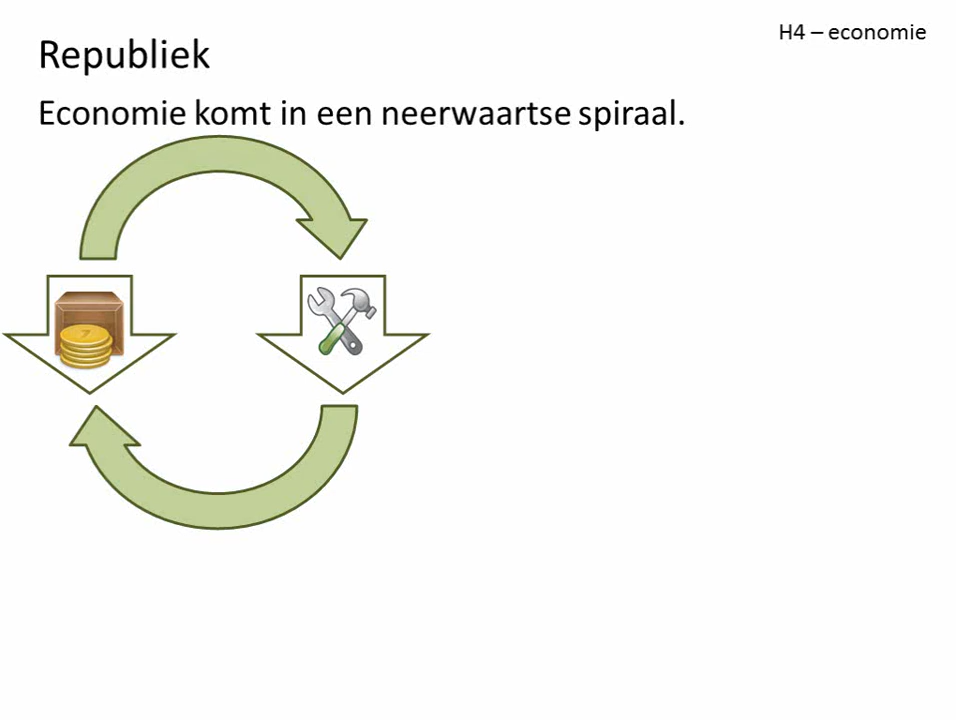 H4 – economie
Republiek
Economie komt in een neerwaartse spiraal.